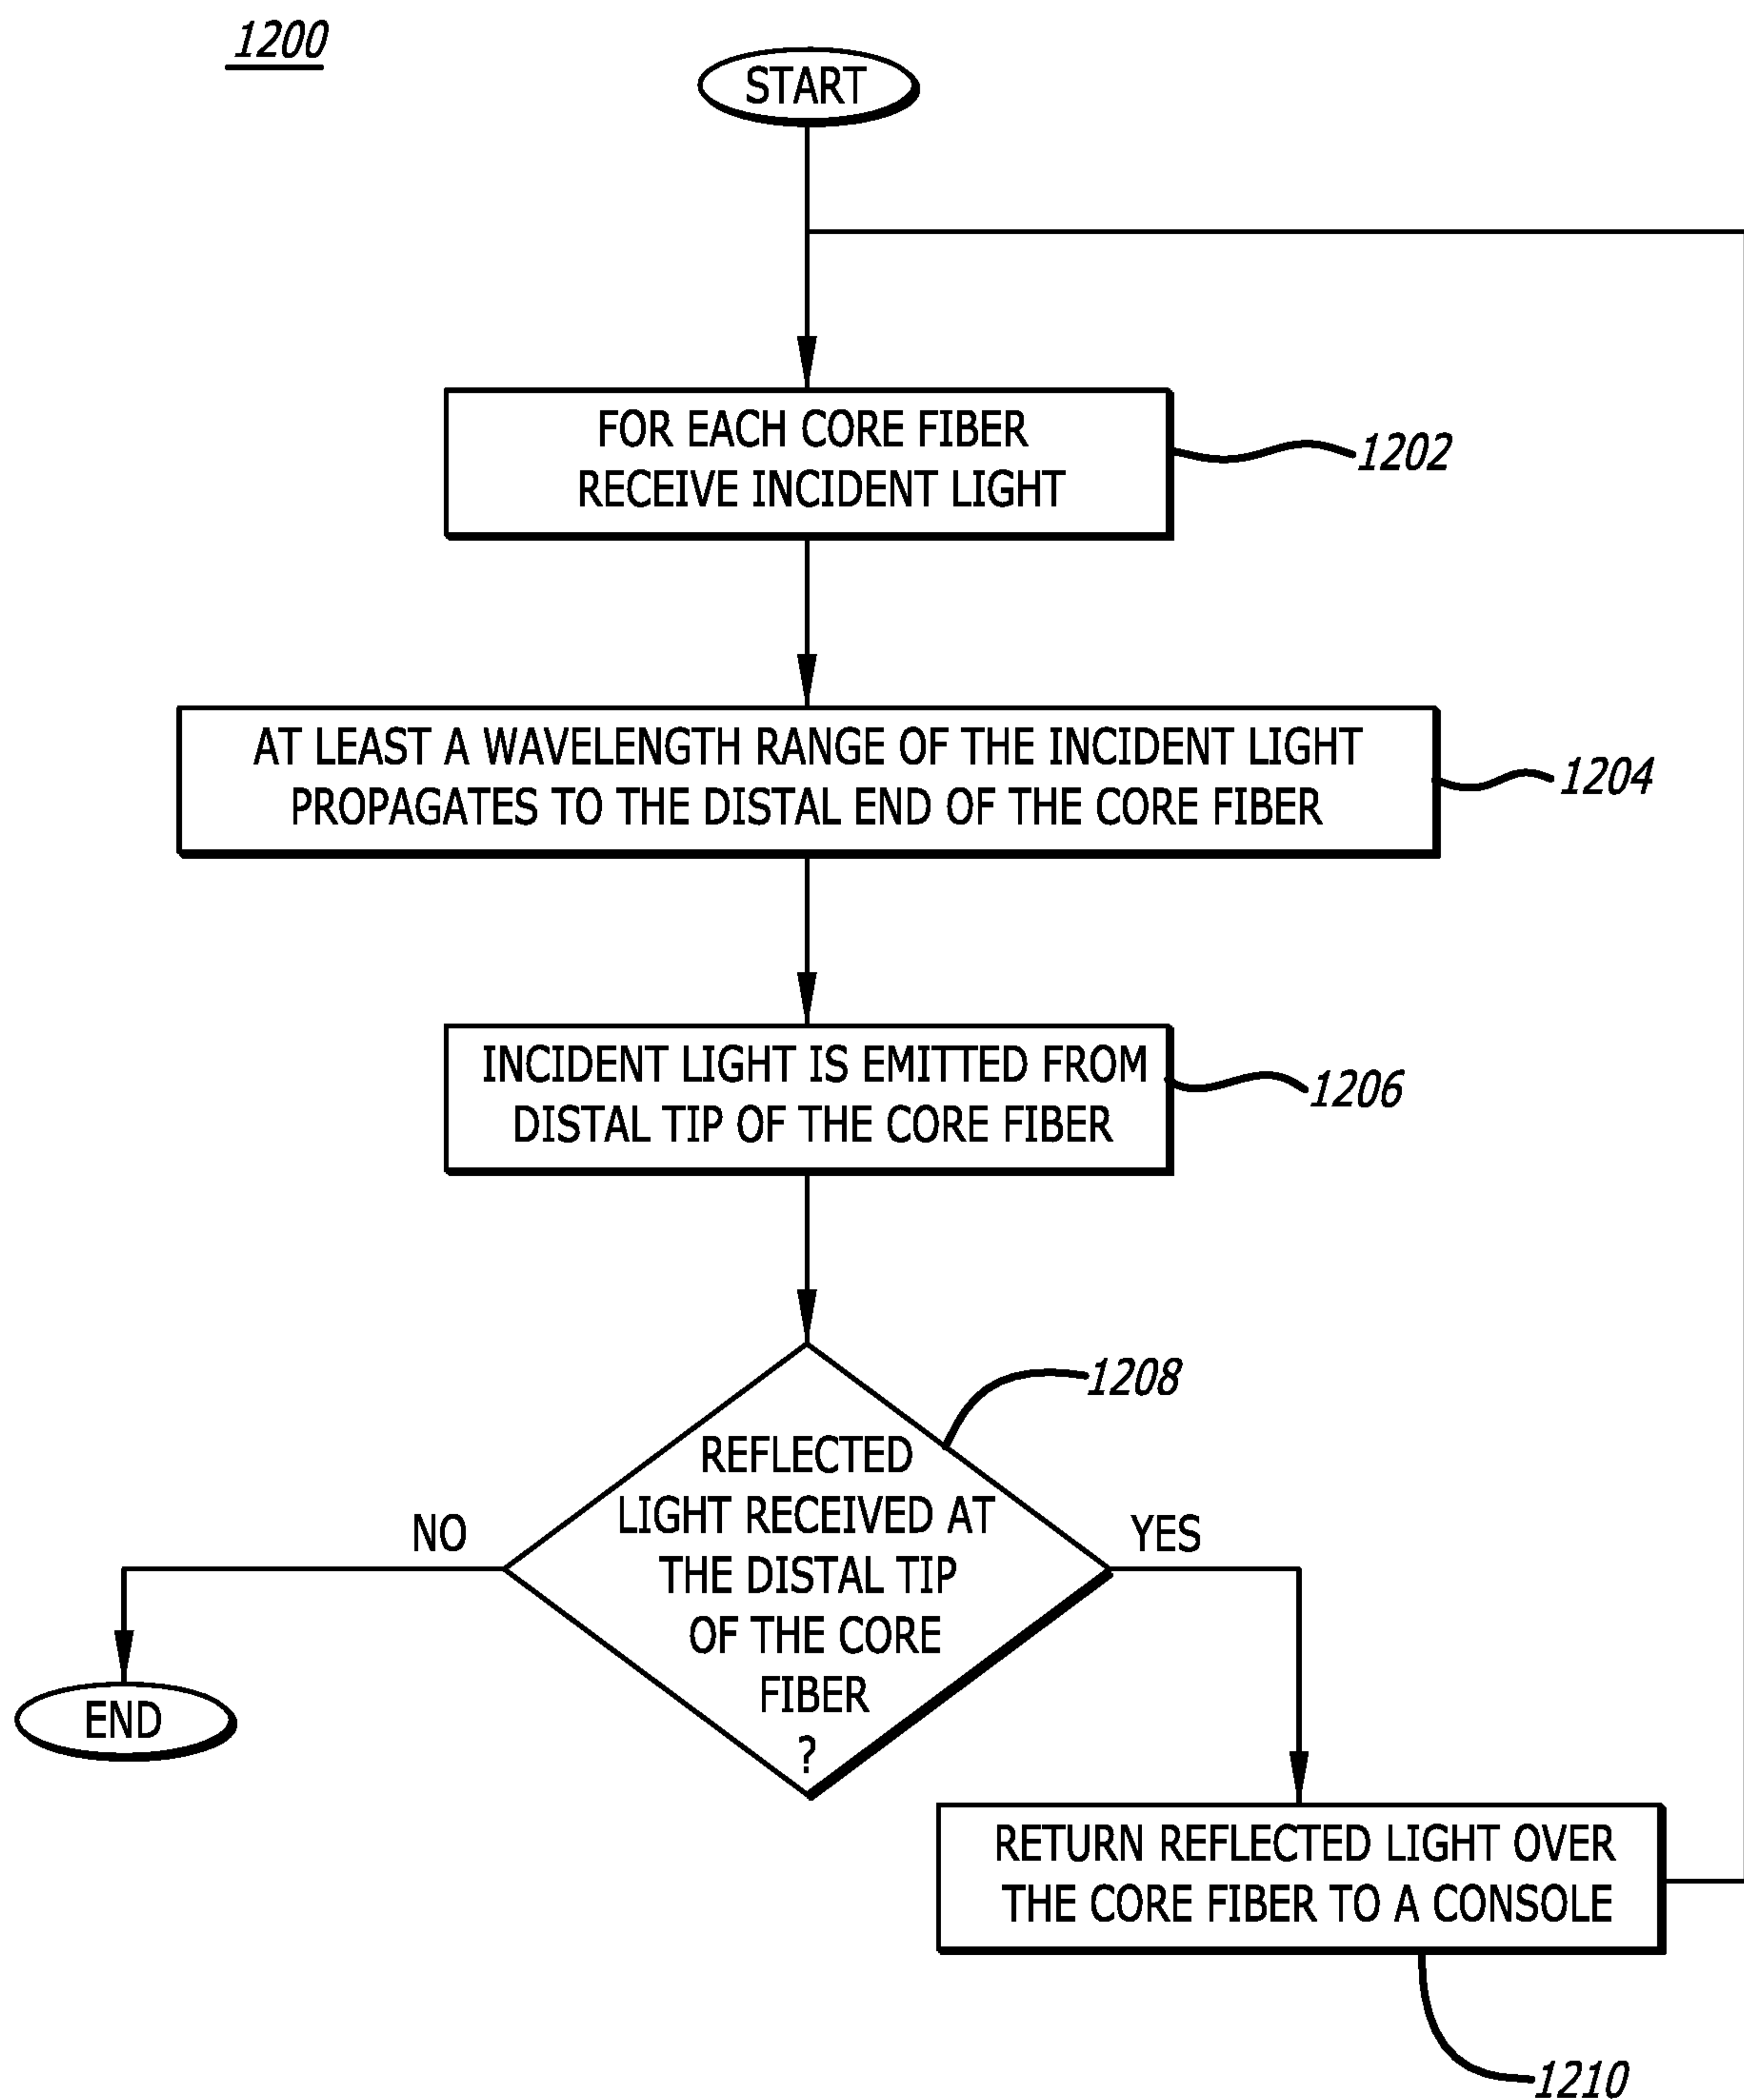 1200
START
FOR EACH CORE FIBER
RECEIVE INCIDENT LIGHT
1202
AT LEAST A WAVELENGTH RANGE OF THE INCIDENT LIGHT
PROPAGATES TO THE DISTAL END OF THE CORE FIBER
1204
INCIDENT LIGHT IS EMITTED FROM
DISTAL TIP OF THE CORE FIBER
1206
1208
REFLECTED
LIGHT RECEIVED AT
THE DISTAL TIP
OF THE CORE
FIBER
?
NO
YES
END
RETURN REFLECTED LIGHT OVER
THE CORE FIBER TO A CONSOLE
1210